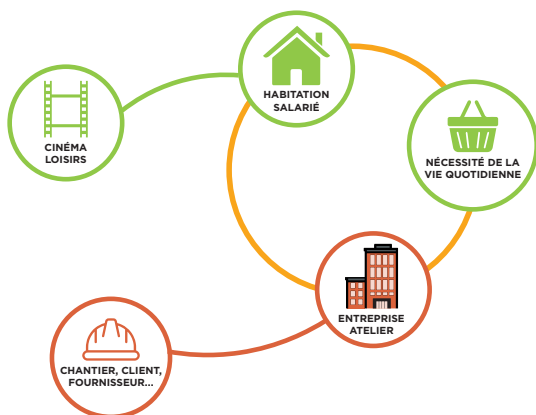 HABITATION
SALARIÉ
CINÉMA
LOISIRS
NÉCESSITÉ DE LA
VIE QUOTIDIENNE
ENTREPRISE
ATELIER
CHANTIER, CLIENT,
FOURNISSEUR...